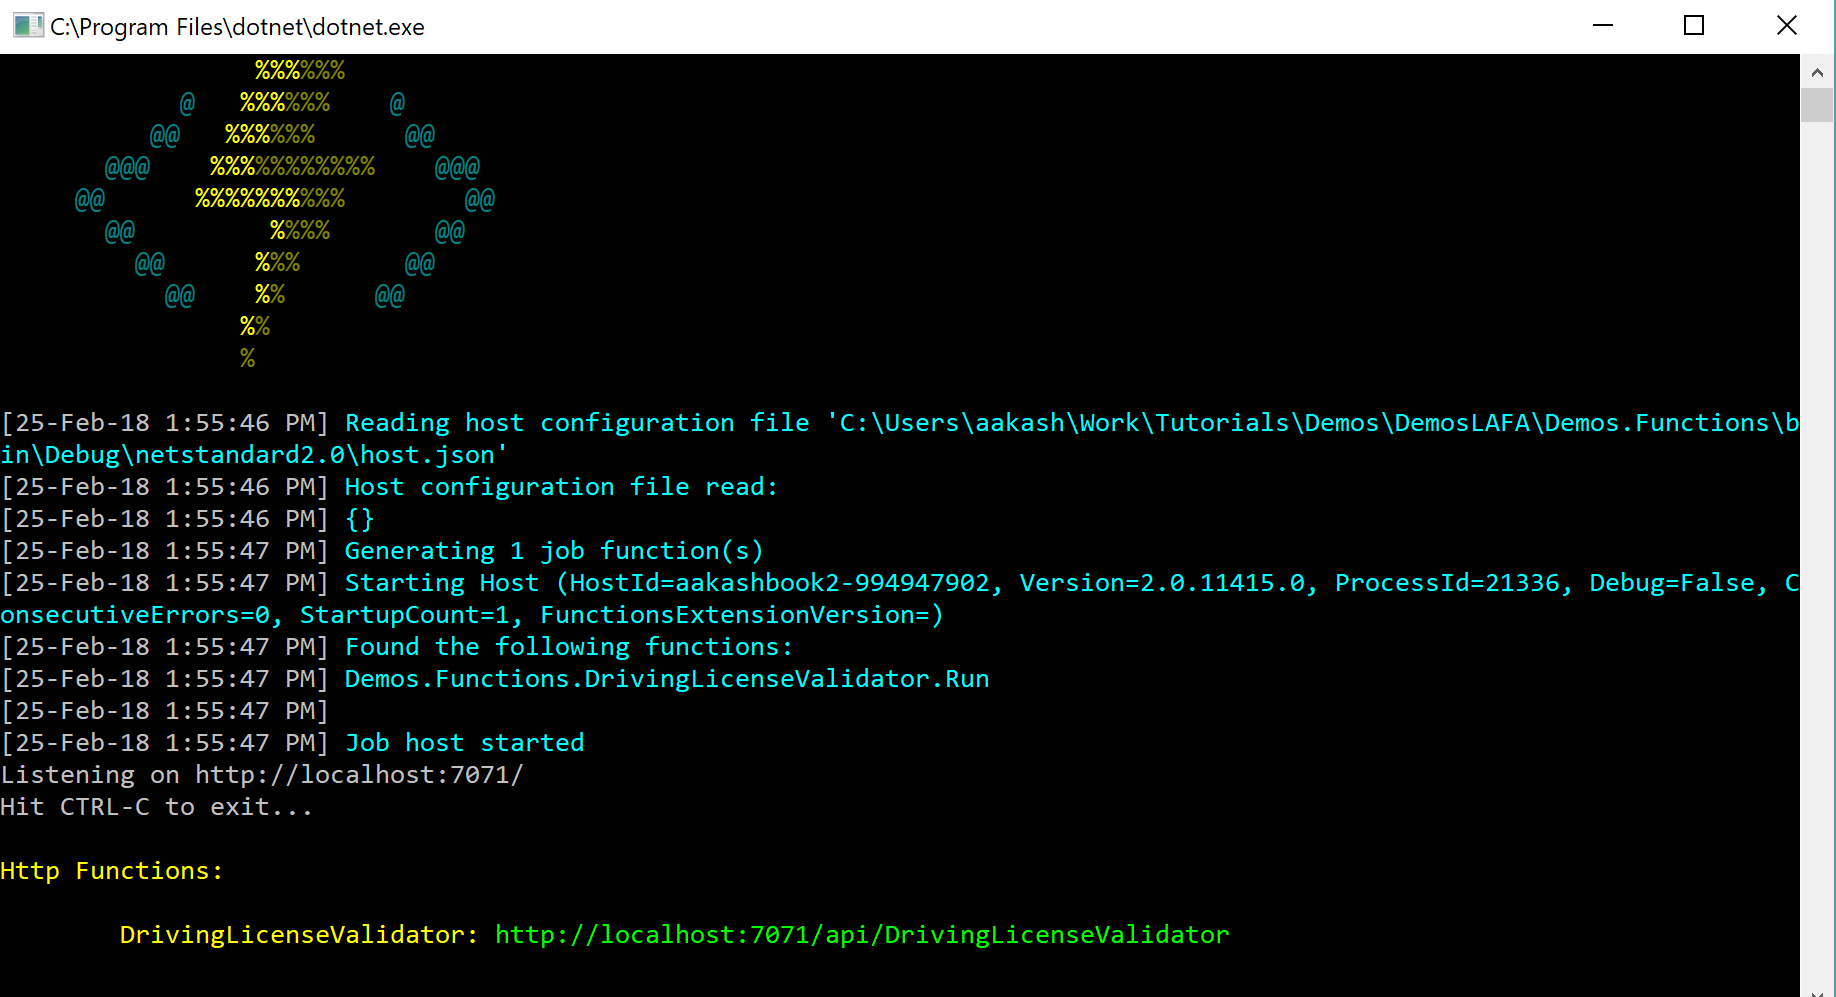 C:\Program Files\dotnet\dotnet.exe
%%%%%%
@ %%%%%% @
@@ %%%%%% @@
@@@ %%%%%%%%%%% @@@
@@ %%%%%%%%%% @@
@@ %%%% @@
@@ %%% @@
@@ %% @@
%%
%
[25-Feb-18 1:55:46 PM] Reading host configuration file 'C:\Users\aakash\Work\Tutorials\Demos\DemosLAFA\Demos.Functions\b
in\Debug\netstandard2.0\host.json'
[25-Feb-18 1:55:46 PM] Host configuration file read:
[25-Feb-18 1:55:46 PM] {}
[25-Feb-18 1:55:47 PM] Generating 1 job function(s)
[25-Feb-18 1:55:47 PM] Starting Host (HostId=aakashbook2-994947902, Version=2.0.11415.0, ProcessId=21336, Debug=False, C
onsecutiveErrors=0, StartupCount=1, FunctionsExtensionVersion=)
[25-Feb-18 1:55:47 PM] Found the following functions:
[25-Feb-18 1:55:47 PM] Demos.Functions.DrivingLicenseValidator.Run
[25-Feb-18 1:55:47 PM]
[25-Feb-18 1:55:47 PM] Job host started
Listening on http://localhost:7071/
Hit CTRL-C to exit...
Http Functions:
DrivingLicenseValidator: http://localhost:7071/api/DrivingLicenseValidator